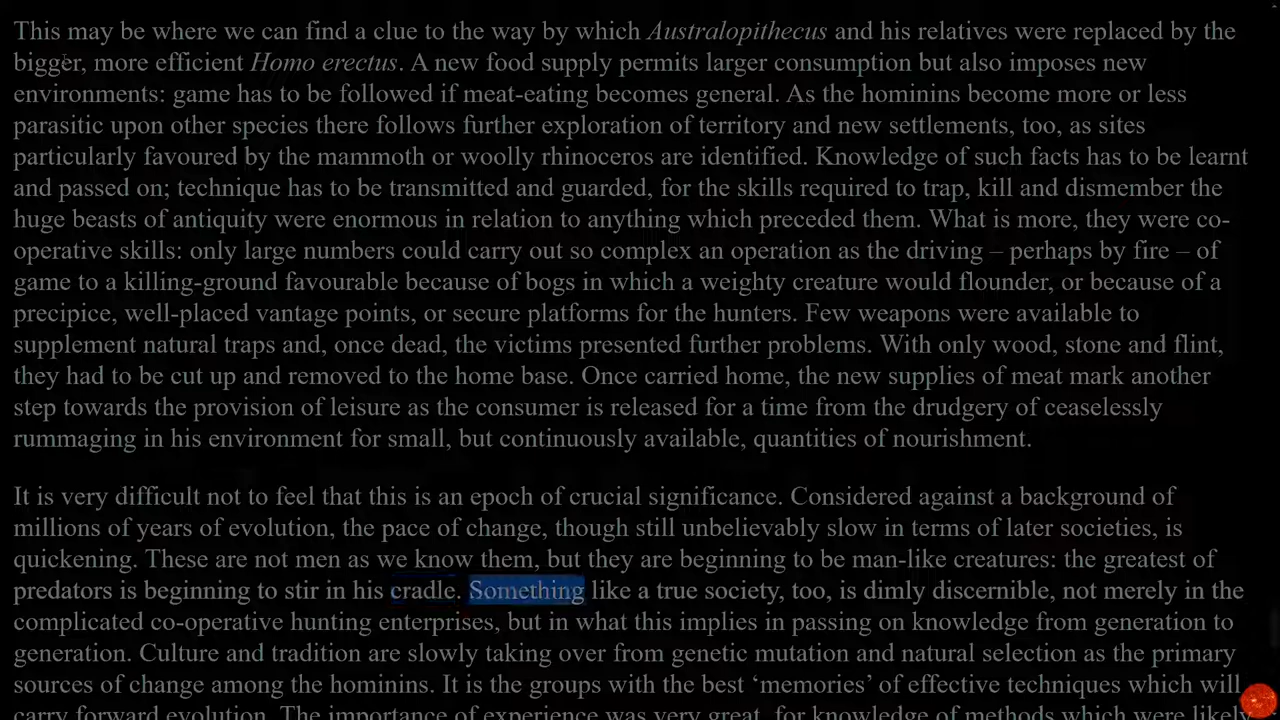 This may be where we can find a clue to the way by which Australopithecus and his relatives were replaced by the
bigger, more efficient Homo erectus. A new food supply permits larger consumption but also imposes new
environments: game has to be followed if meat-eating becomes general. As the hominins become more or less
parasitic upon other species there follows further exploration of territory and new settlements, too, as sites
particularly favoured by the mammoth or woolly rhinoceros are identified. Knowledge of such facts has to be learnt
and passed on; technique has to be transmitted and guarded, for the skills required to trap, kill and dismember the
huge beasts of antiquity were enormous in relation to anything which preceded them. What is more, they were co-
operative skills: only large numbers could carry out so complex an operation as the driving – perhaps by fire – of
game to a killing-ground favourable because of bogs in which a weighty creature would flounder, or because of a
precipice, well-placed vantage points, or secure platforms for the hunters. Few weapons were available to
supplement natural traps and, once dead, the victims presented further problems. With only wood, stone and flint,
they had to be cut up and removed to the home base. Once carried home, the new supplies of meat mark another
step towards the provision of leisure as the consumer is released for a time from the drudgery of ceaselessly
rummaging in his environment for small, but continuously available, quantities of nourishment.
It is very difficult not to feel that this is an epoch of crucial significance. Considered against a background of
millions of years of evolution, the pace of change, though still unbelievably slow in terms of later societies, is
quickening. These are not men as we know them, but they are beginning to be man-like creatures: the greatest of
predators is beginning to stir in his cradle. Something like a true society, too, is dimly discernible, not merely in the
complicated co-operative hunting enterprises, but in what this implies in passing on knowledge from generation to
generation. Culture and tradition are slowly taking over from genetic mutation and natural selection as the primary
sources of change among the hominins. It is the groups with the best ‘memories’ of effective techniques which will
carry forward evolution. The importance of experience was very great, for knowledge of methods which were likely